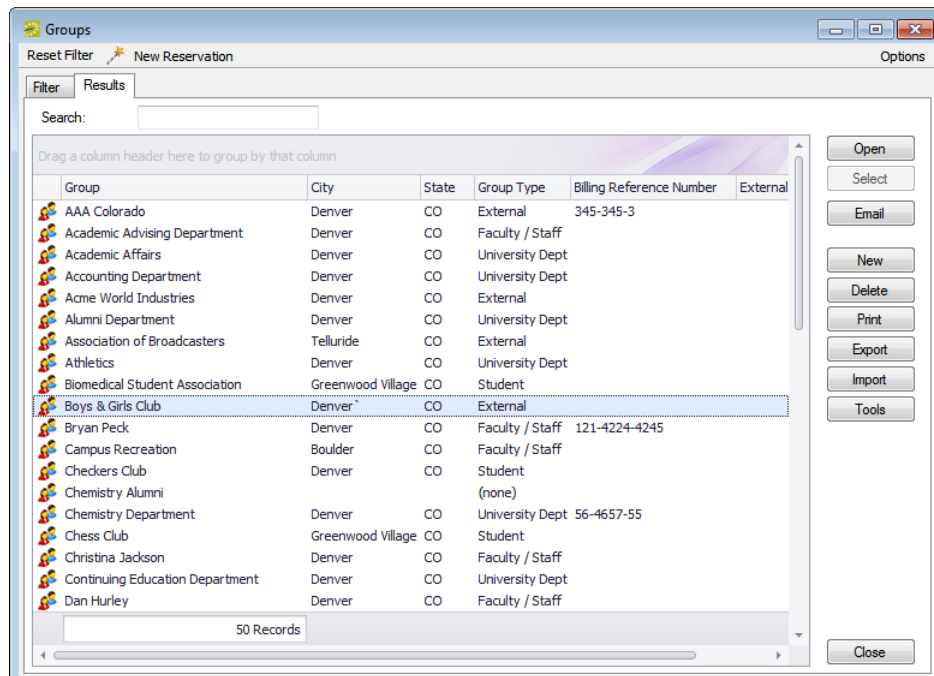 Groups
Reset Filter New Reservation Options
Filter Results
Search:
Drag a column header here to group by that column
Group City State Group Type Billing Reference Number External
AAA Colorado Denver CO External 345-345-3
Academic Advising Department Denver CO Faculty / Staff
Academic Affairs Denver CO University Dept
Accounting Department Denver CO University Dept
Acme World Industries Denver CO External
Alumni Department Denver CO University Dept
Association of Broadcasters Telluride CO External
Athletics Denver CO University Dept
Biomedical Student Association Greenwood Village CO Student
Boys & Girls Club Denver` CO External
Bryan Peck Denver CO Faculty / Staff 121-4224-4245
Campus Recreation Boulder CO Faculty / Staff
Checkers Club Denver CO Student
Chemistry Alumni (none)
Chemistry Department Denver CO University Dept 56-4657-55
Chess Club Greenwood Village CO Student
Christina Jackson Denver CO Faculty / Staff
Continuing Education Department Denver CO University Dept
Dan Hurley Denver CO Faculty / Staff
50 Records
Open
Select
Email
New
Delete
Print
Export
Import
Tools
Close